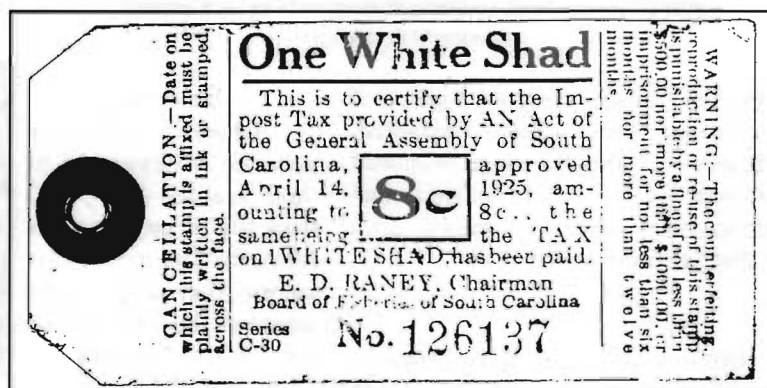 CANCELLATION.—Date on
which this stamp is affixed must be
plainly written in ink or stamped,
across the face.
One White Shad
This is to certify that the Im-
post Tax provided by AN Act of
the General Assembly of South
Carolina, approved
April 14, 8c 1925, am-
ounting to 8c., the
same being the TAX
on 1 WHITE SHAD, has been paid.
E. D. RANEY, Chairman
Board of Fisheries of South Carolina
Series
C-30
No. 126137
WARNING.—The counterfeiting,
reproduction or re-use of this stamp
is punishable by a fine of not less than
$500.00 nor more than $1000.00 or
imprisonment for not less than six
months nor more than twelve
months.